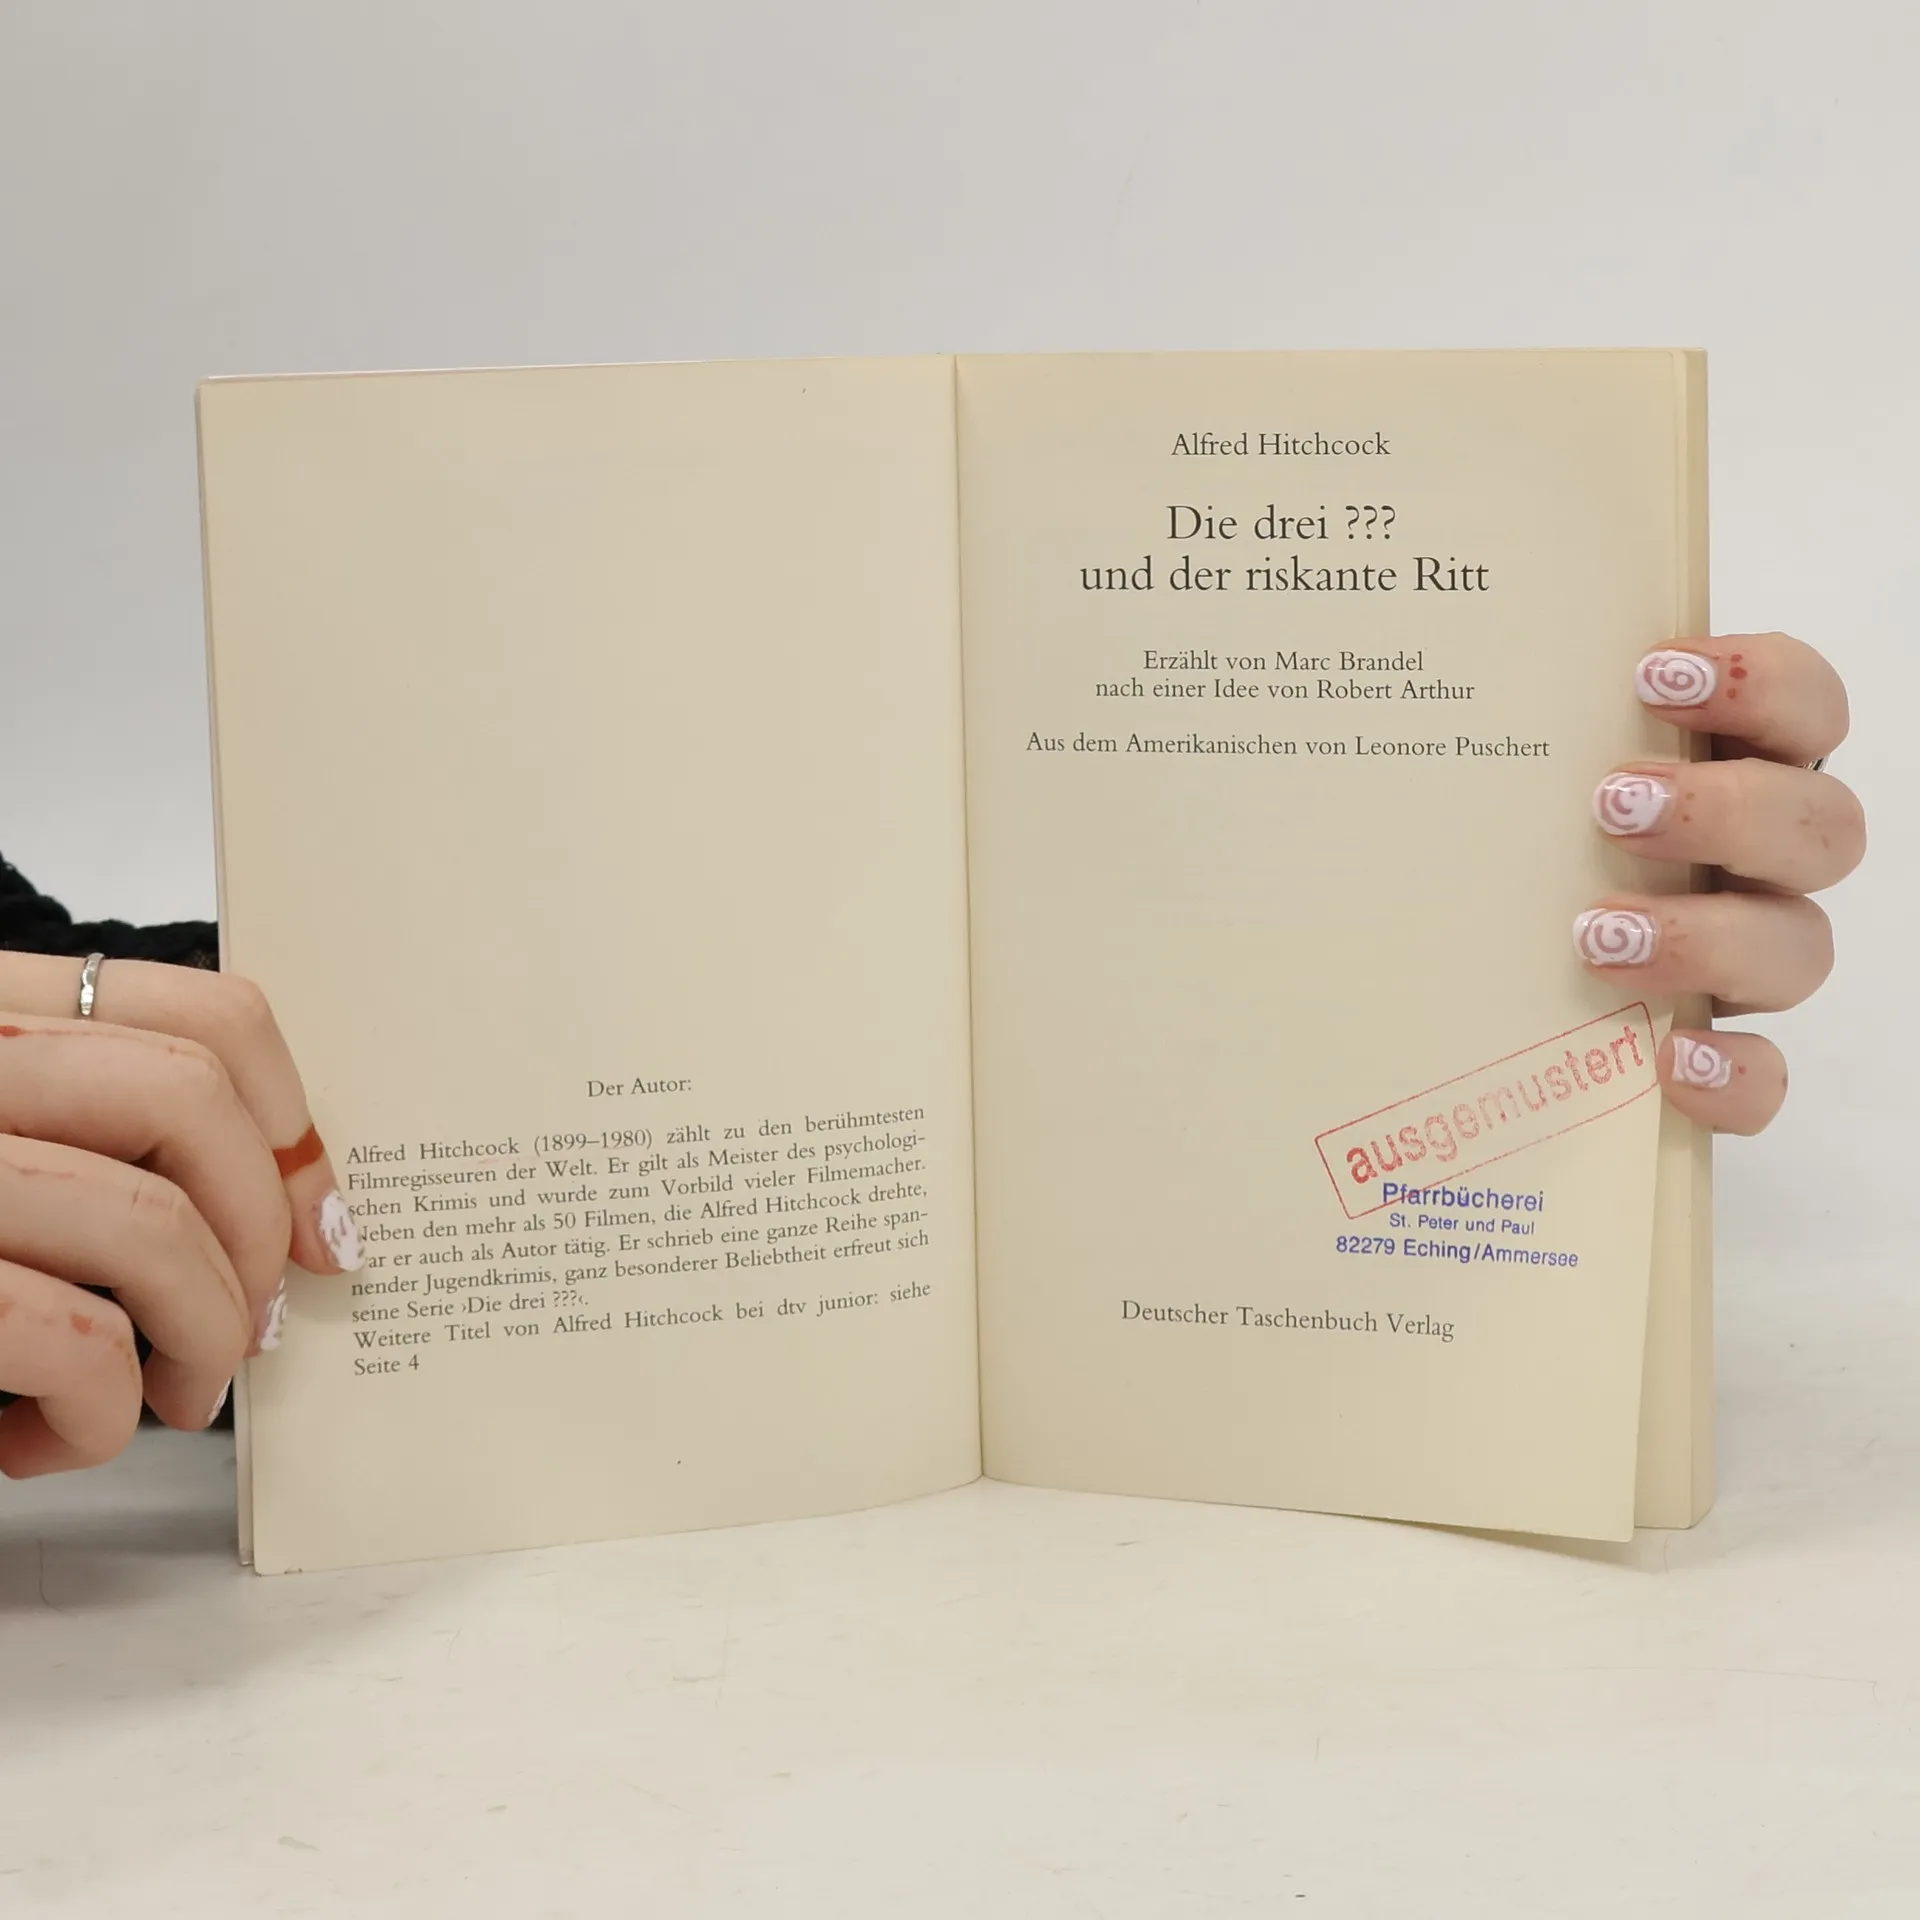 Der Autor:
Alfred Hitchcock (1899–1980) zählt zu den berühmtesten
Filmregisseuren der Welt. Er gilt als Meister des psychologi-
schen Krimis und wurde zum Vorbild vieler Filmemacher.
Neben den mehr als 50 Filmen, die Alfred Hitchcock drehte,
war er auch als Autor tätig. Er schrieb eine ganze Reihe span-
nender Jugendkrimis, ganz besonderer Beliebtheit erfreut sich
seine Serie ›Die drei ???‹.
Weitere Titel von Alfred Hitchcock bei dtv junior: siehe
Seite 4
Alfred Hitchcock
Die drei ???
und der riskante Ritt
Erzählt von Marc Brandel
nach einer Idee von Robert Arthur
Aus dem Amerikanischen von Leonore Puschert
ausgemustert
Pfarrbücherei
St. Peter und Paul
82279 Eching/Ammersee
Deutscher Taschenbuch Verlag